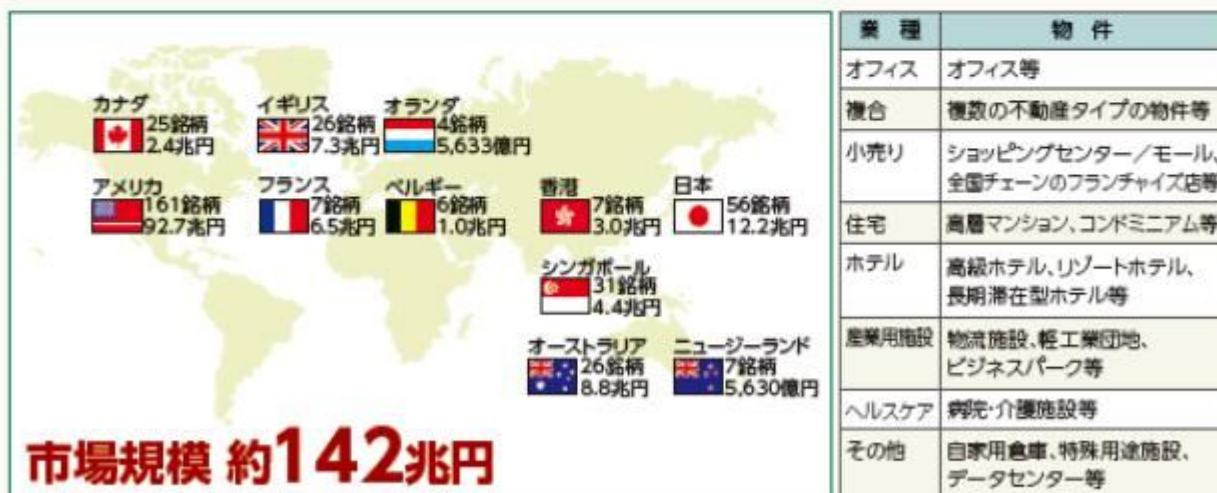 カナダ
25銘柄
2.4兆円
イギリス
26銘柄
7.3兆円
オランダ
4銘柄
5,633億円
アメリカ
161銘柄
92.7兆円
フランス
7銘柄
6.5兆円
ベルギー
6銘柄
1.0兆円
香港
7銘柄
3.0兆円
日本
56銘柄
12.2兆円
シンガポール
31銘柄
4.4兆円
オーストラリア
26銘柄
8.8兆円
ニュージーランド
7銘柄
5,630億円
市場規模 約142兆円
業種 物件
オフィス オフィス等
複合 複数の不動産タイプの物件等
小売り ショッピングセンター／モール、
全国チェーンのフランチャイズ店等
住宅 高層マンション、コンドミニアム等
ホテル 高級ホテル、リゾートホテル、
長期滞在型ホテル等
産業用施設 物流施設、軽工業団地、
ビジネスパーク等
ヘルスケア 病院・介護施設等
その他 自家用倉庫、特殊用途施設、
データセンター等